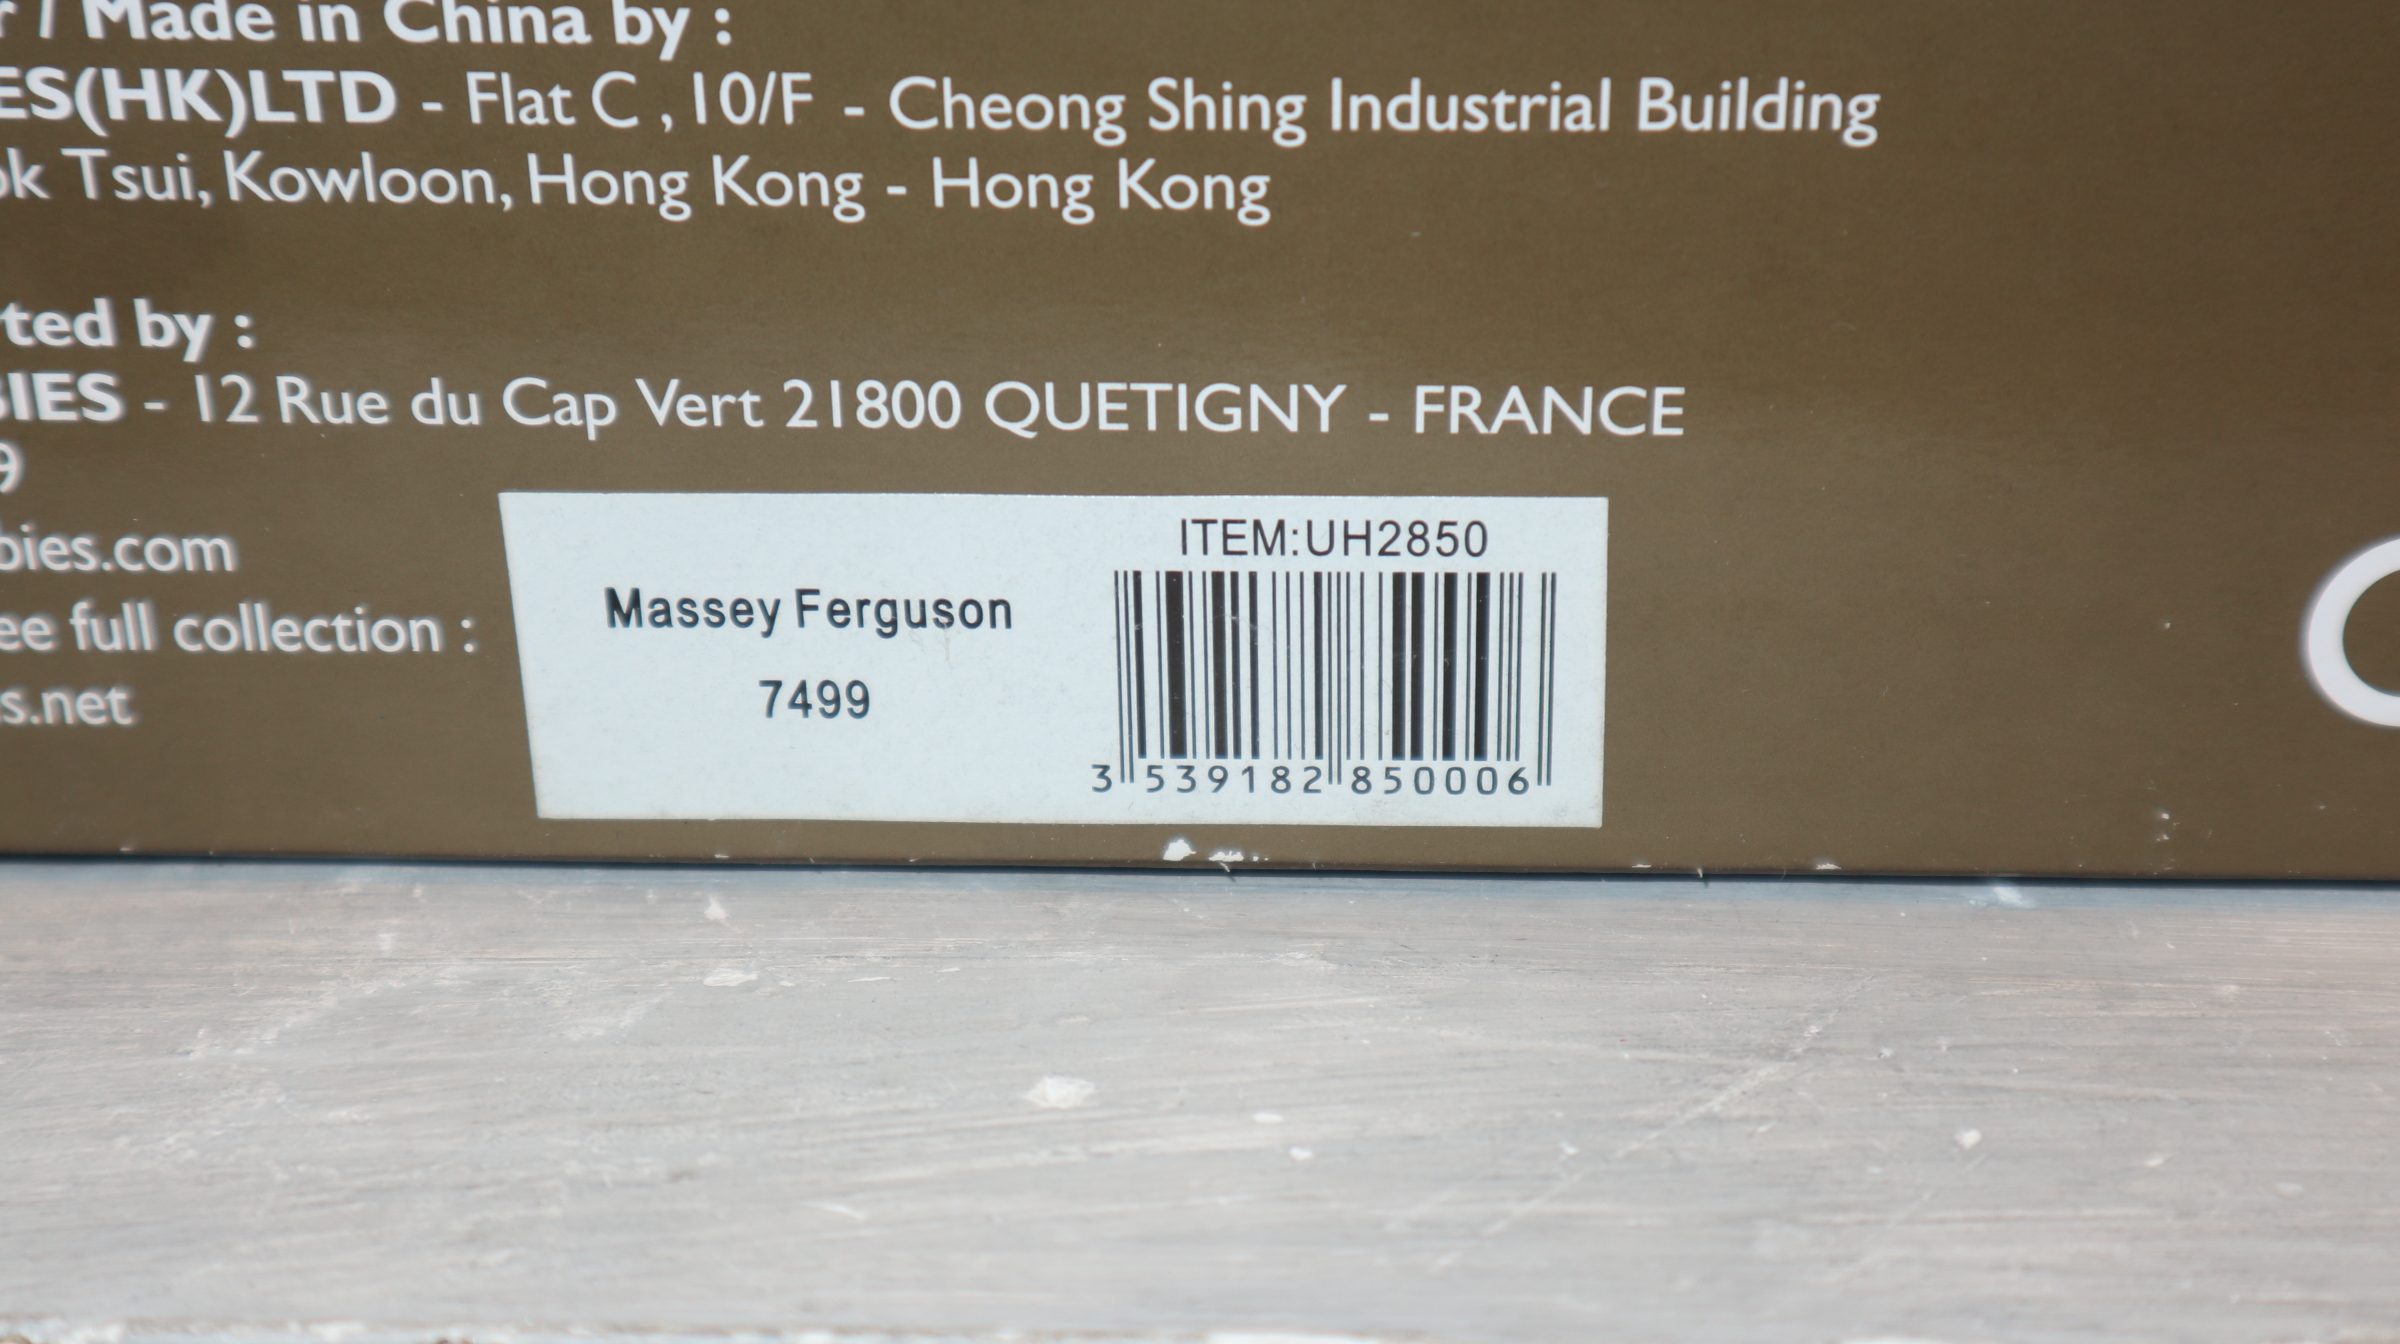 / Made in China by :
ES(HK)LTD - Flat C , 10/F - Cheong Shing Industrial Building
ok Tsui, Kowloon, Hong Kong - Hong Kong
ted by :
BIES - 12 Rue du Cap Vert 21800 QUETIGNY - FRANCE
9
bies.com
ee full collection :
s.net
ITEM:UH2850
Massey Ferguson
7499
3 539182 850006